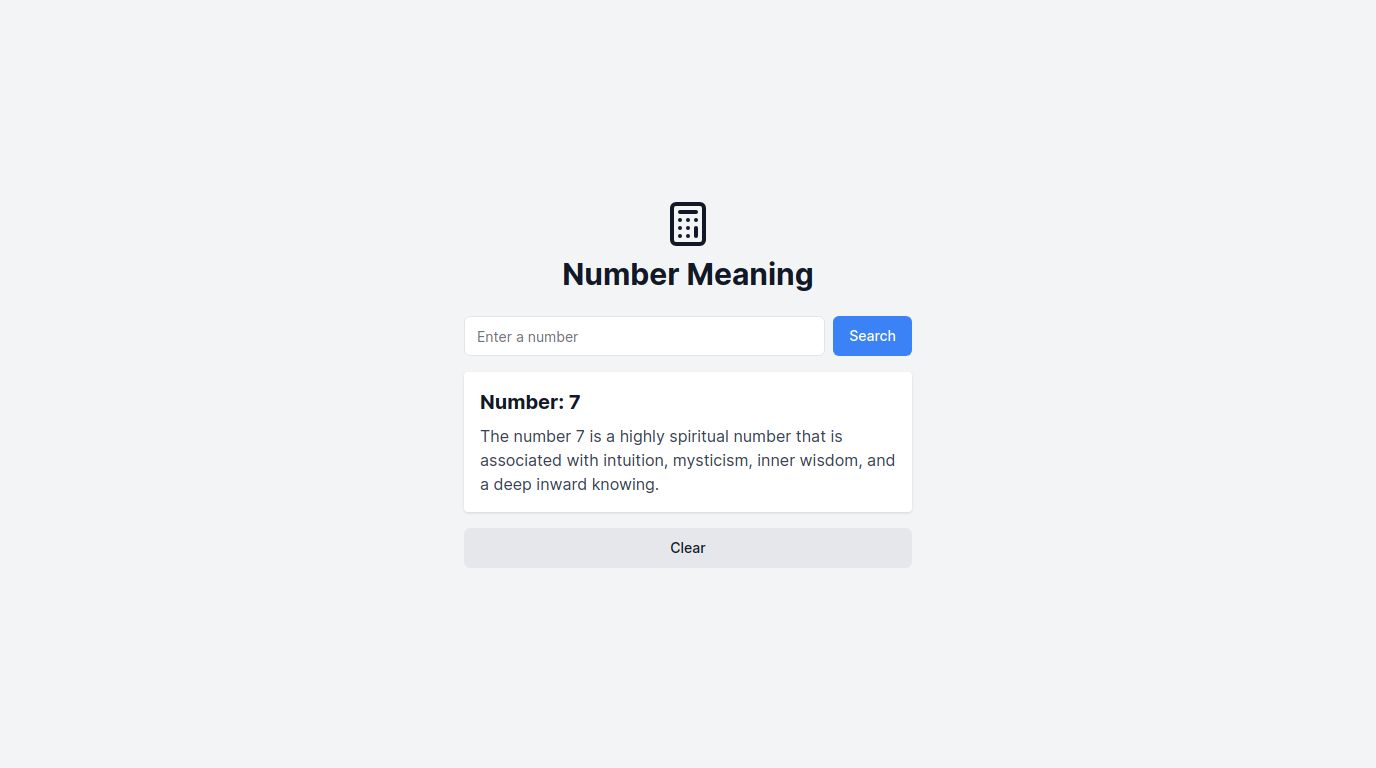 Number Meaning
Enter a number
Search
Number: 7
The number 7 is a highly spiritual number that is
associated with intuition, mysticism, inner wisdom, and
a deep inward knowing.
Clear